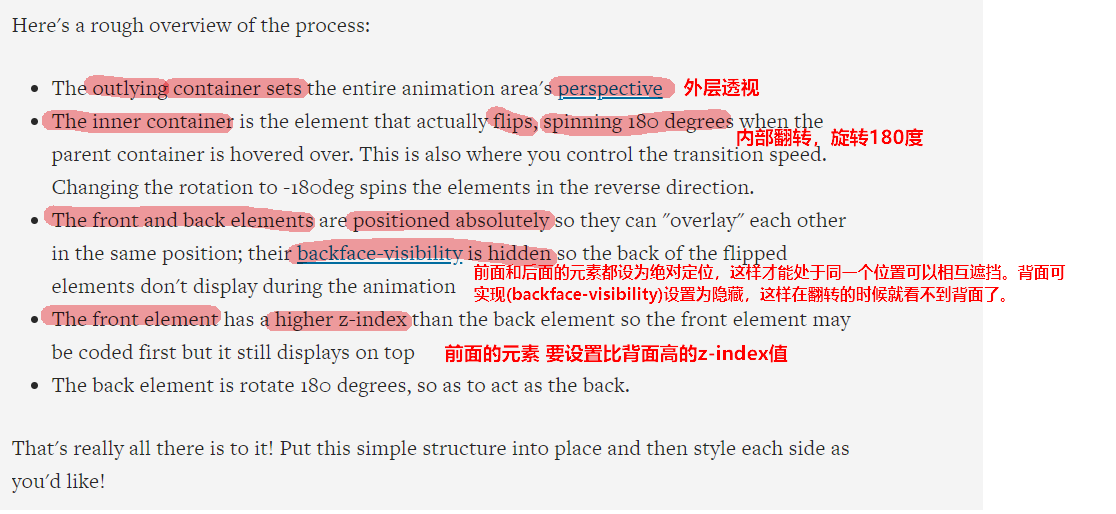 Here's a rough overview of the process:
• The outlying container sets the entire animation area's perspective 外层透视
• The inner container is the element that actually flips, spinning 180 degrees when the
内部翻转，旋转180度
parent container is hovered over. This is also where you control the transition speed.
Changing the rotation to -180deg spins the elements in the reverse direction.
• The front and back elements are positioned absolutely so they can "overlay" each other
in the same position; their backface-visibility is hidden so the back of the flipped
前面和后面的元素都设为绝对定位，这样才能处于同一个位置可以相互遮挡。背面可
elements don't display during the animation
实现(backface-visibility)设置为隐藏，这样在翻转的时候就看不到背面了。
• The front element has a higher z-index than the back element so the front element may
be coded first but it still displays on top 前面的元素 要设置比背面高的z-index值
• The back element is rotate 180 degrees, so as to act as the back.
That's really all there is to it! Put this simple structure into place and then style each side as
you'd like!